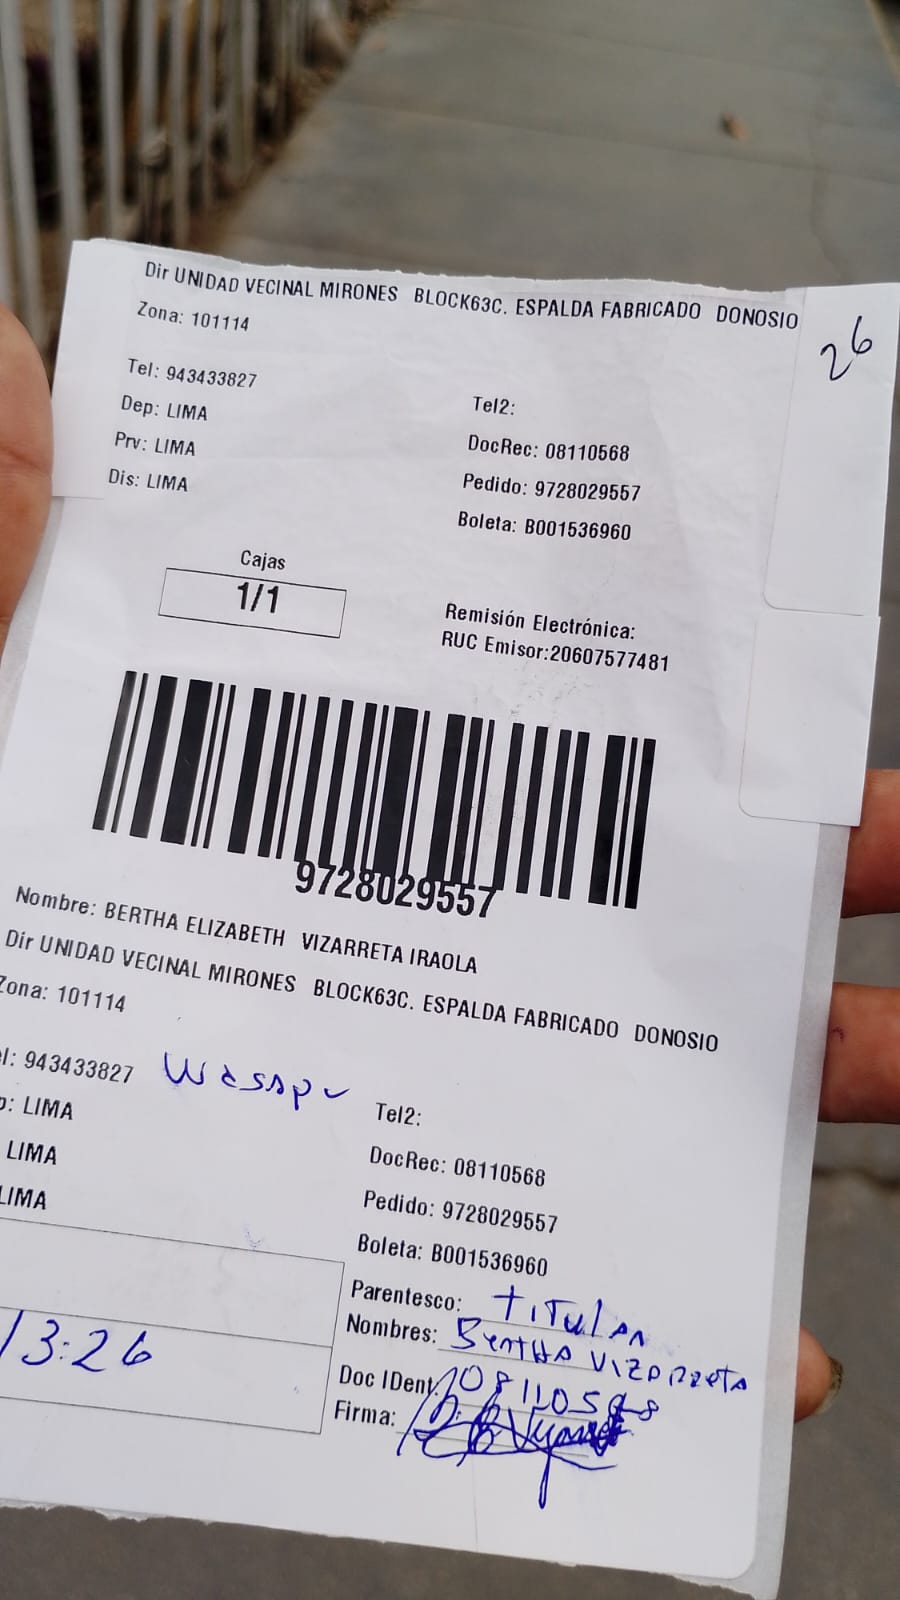 Dir UNIDAD VECINAL MIRONES BLOCK63C. ESPALDA FABRICADO DONOSIO
26
Zona: 101114
Tel: 943433827
Tel2:
Dep: LIMA
DocRec: 08110568
Prv: LIMA
Pedido: 9728029557
Dis: LIMA
Boleta: B001536960
Cajas
1/1
Remisión Electrónica:
RUC Emisor:20607577481
9728029557
Nombre: BERTHA ELIZABETH VIZARRETA IRAOLA
Dir UNIDAD VECINAL MIRONES BLOCK63C. ESPALDA FABRICADO DONOSIO
Zona: 101114
el: 943433827
Tel2:
p: LIMA
DocRec: 08110568
LIMA
Pedido: 9728029557
LIMA
Boleta: B001536960
Parentesco: Titular
Nombres: Bertha Vizarreta
13:26
Doc IDent:
Firma: